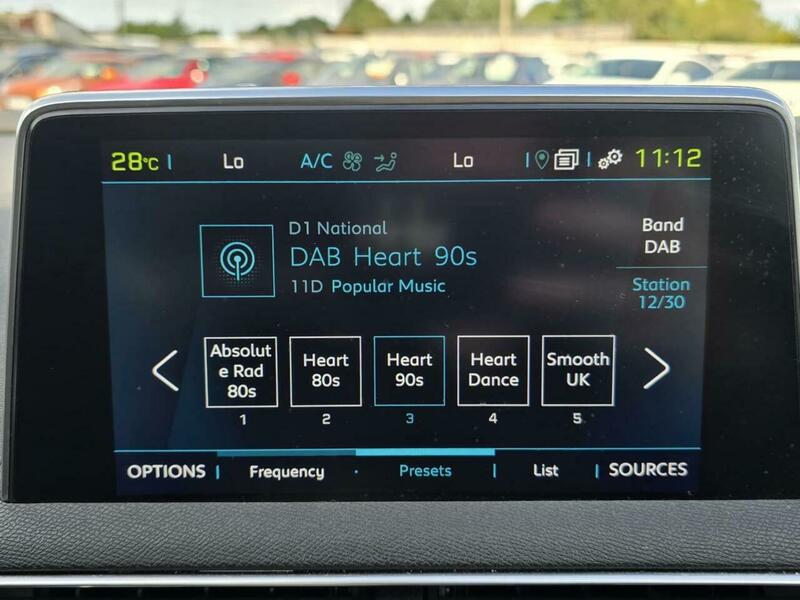 28°C Lo A/C Lo 11:12
D1 National
DAB Heart 90s
11D Popular Music
Band
DAB
Station
12/30
Absolut
e Rad
80s
Heart
80s
Heart
90s
Heart
Dance
Smooth
UK
1 2 3 4 5
OPTIONS Frequency Presets List SOURCES